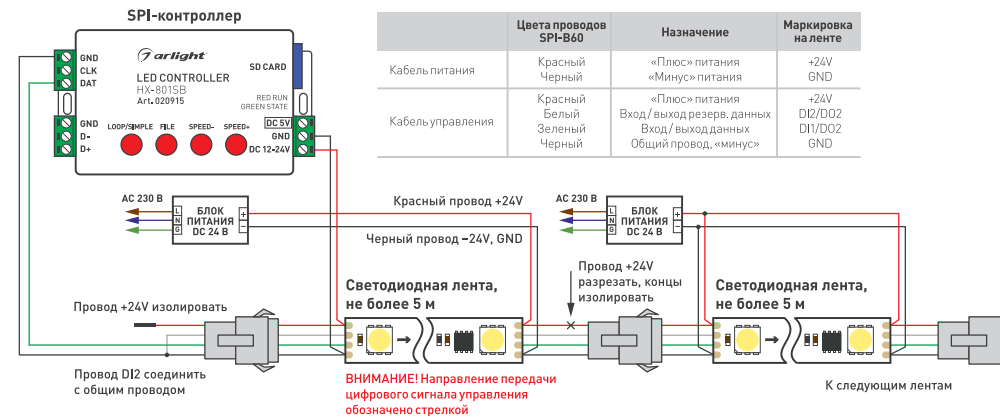 SPI-контроллер
GND
CLK
DAT
arlight
LED CONTROLLER
HX-801SB
Art. 020915
SD CARD
RED RUN
GREEN STATE
GND
D-
D+
LOOP/SIMPLE FILE SPEED- SPEED+
DC 5V
GND
DC 12-24V
Цвета проводов SPI-B60 Назначение Маркировка на ленте
Кабель питания Красный «Плюс» питания +24V
Черный «Минус» питания GND
Кабель управления Красный «Плюс» питания +24V
Белый Вход/выход резерв. данных DI2/DO2
Зеленый Вход/выход данных DI1/DO2
Черный Общий провод, «минус» GND
AC 230 В
L
N
G
БЛОК
ПИТАНИЯ
DC 24 В
+
−
Красный провод +24V
Черный провод –24V, GND
AC 230 В
L
N
G
БЛОК
ПИТАНИЯ
DC 24 В
+
−
Провод +24V
разрезать, концы
изолировать
Провод +24V изолировать
Светодиодная лента,
не более 5 м
Светодиодная лента,
не более 5 м
Провод DI2 соединить
с общим проводом
ВНИМАНИЕ! Направление передачи
цифрового сигнала управления
обозначено стрелкой
К следующим лентам